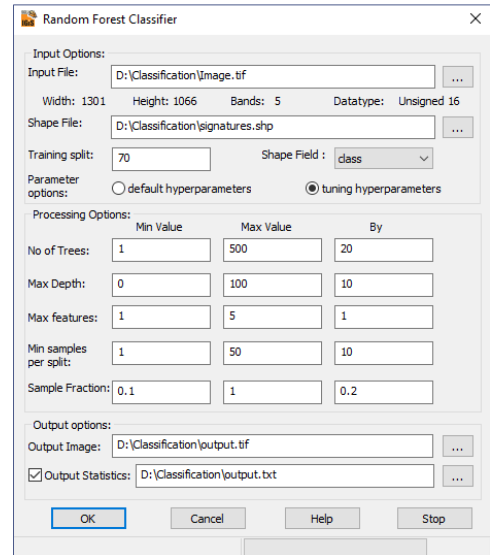 Random Forest Classifier
Input Options:
Input File: D:\Classification\Image.tif ...
Width: 1301 Height: 1066 Bands: 5 Datatype: Unsigned 16
Shape File: D:\Classification\signatures.shp ...
Training split: 70 Shape Field : class
Parameter options: default hyperparameters tuning hyperparameters
Processing Options:
Min Value Max Value By
No of Trees: 1 500 20
Max Depth: 0 100 10
Max features: 1 5 1
Min samples per split: 1 50 10
Sample Fraction: 0.1 1 0.2
Output options:
Output Image: D:\Classification\output.tif ...
Output Statistics: D:\Classification\output.txt ...
OK Cancel Help Stop